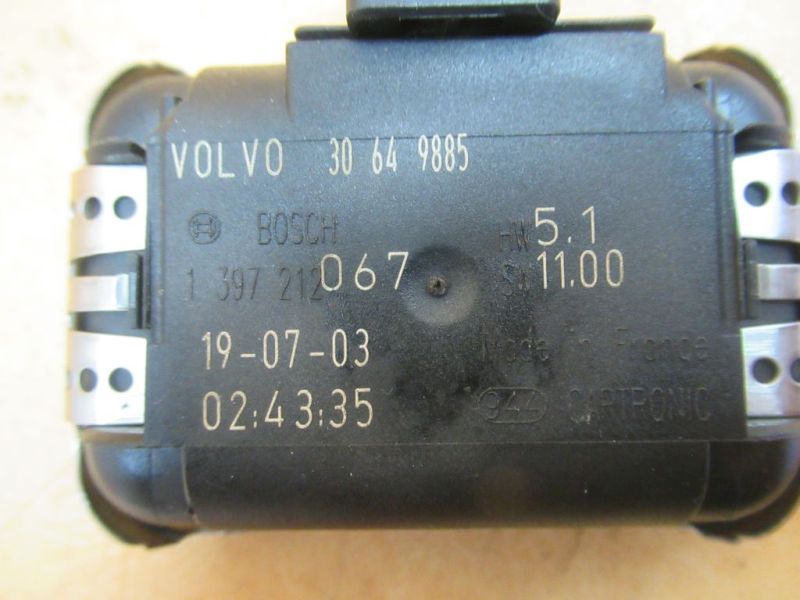 VOLVO 30 64 9885
BOSCH HW 5.1
1 397 212 067 SW 11.00
19-07-03 Made in France
02:43:35 CARTRONIC